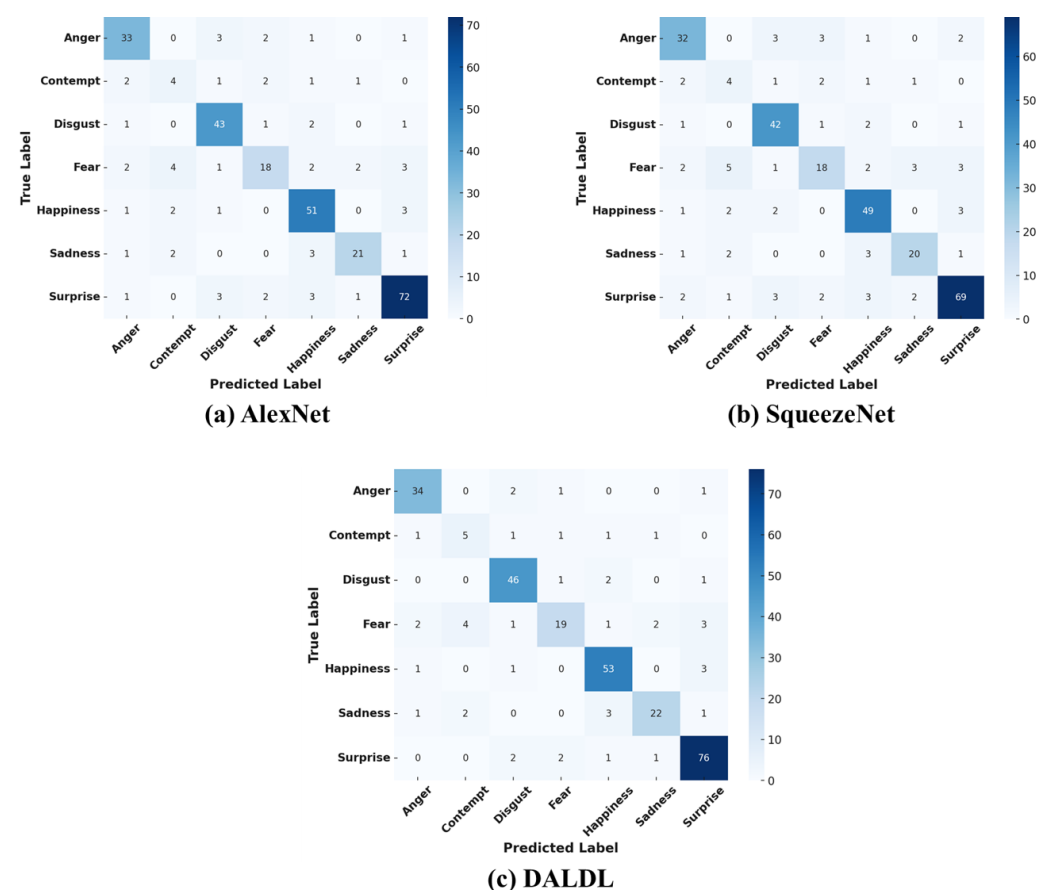 Anger 33 0 3 2 1 0 1
Contempt 2 4 1 2 1 1 0
Disgust 1 0 43 1 2 0 1
Fear 2 4 1 18 2 2 3
Happiness 1 2 1 0 51 0 3
Sadness 1 2 0 0 3 21 1
Surprise 1 0 3 2 3 1 72
True Label
Anger Contempt Disgust Fear Happiness Sadness Surprise
Predicted Label
70
60
50
40
30
20
10
0
(a) AlexNet
Anger 32 0 3 3 1 0 2
Contempt 2 4 1 2 1 1 0
Disgust 1 0 42 1 2 0 1
Fear 2 5 1 18 2 3 3
Happiness 1 2 2 0 49 0 3
Sadness 1 2 0 0 3 20 1
Surprise 2 1 3 2 3 2 69
True Label
Anger Contempt Disgust Fear Happiness Sadness Surprise
Predicted Label
60
50
40
30
20
10
0
(b) SqueezeNet
Anger 34 0 2 1 0 0 1
Contempt 1 5 1 1 1 1 0
Disgust 0 0 46 1 2 0 1
Fear 2 4 1 19 1 2 3
Happiness 1 0 1 0 53 0 3
Sadness 1 2 0 0 3 22 1
Surprise 0 0 2 2 1 1 76
True Label
Anger Contempt Disgust Fear Happiness Sadness Surprise
Predicted Label
70
60
50
40
30
20
10
0
(c) DALDL